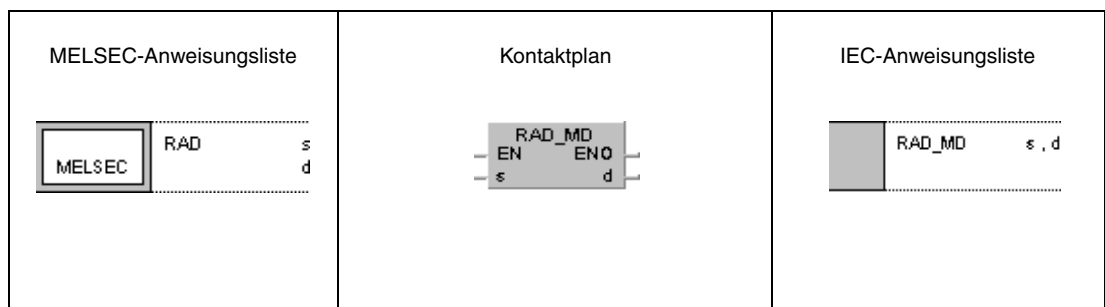 MELSEC-Anweisungsliste
MELSEC
RAD s
d
Kontaktplan
RAD_MD
EN ENO
s d
IEC-Anweisungsliste
RAD_MD s , d